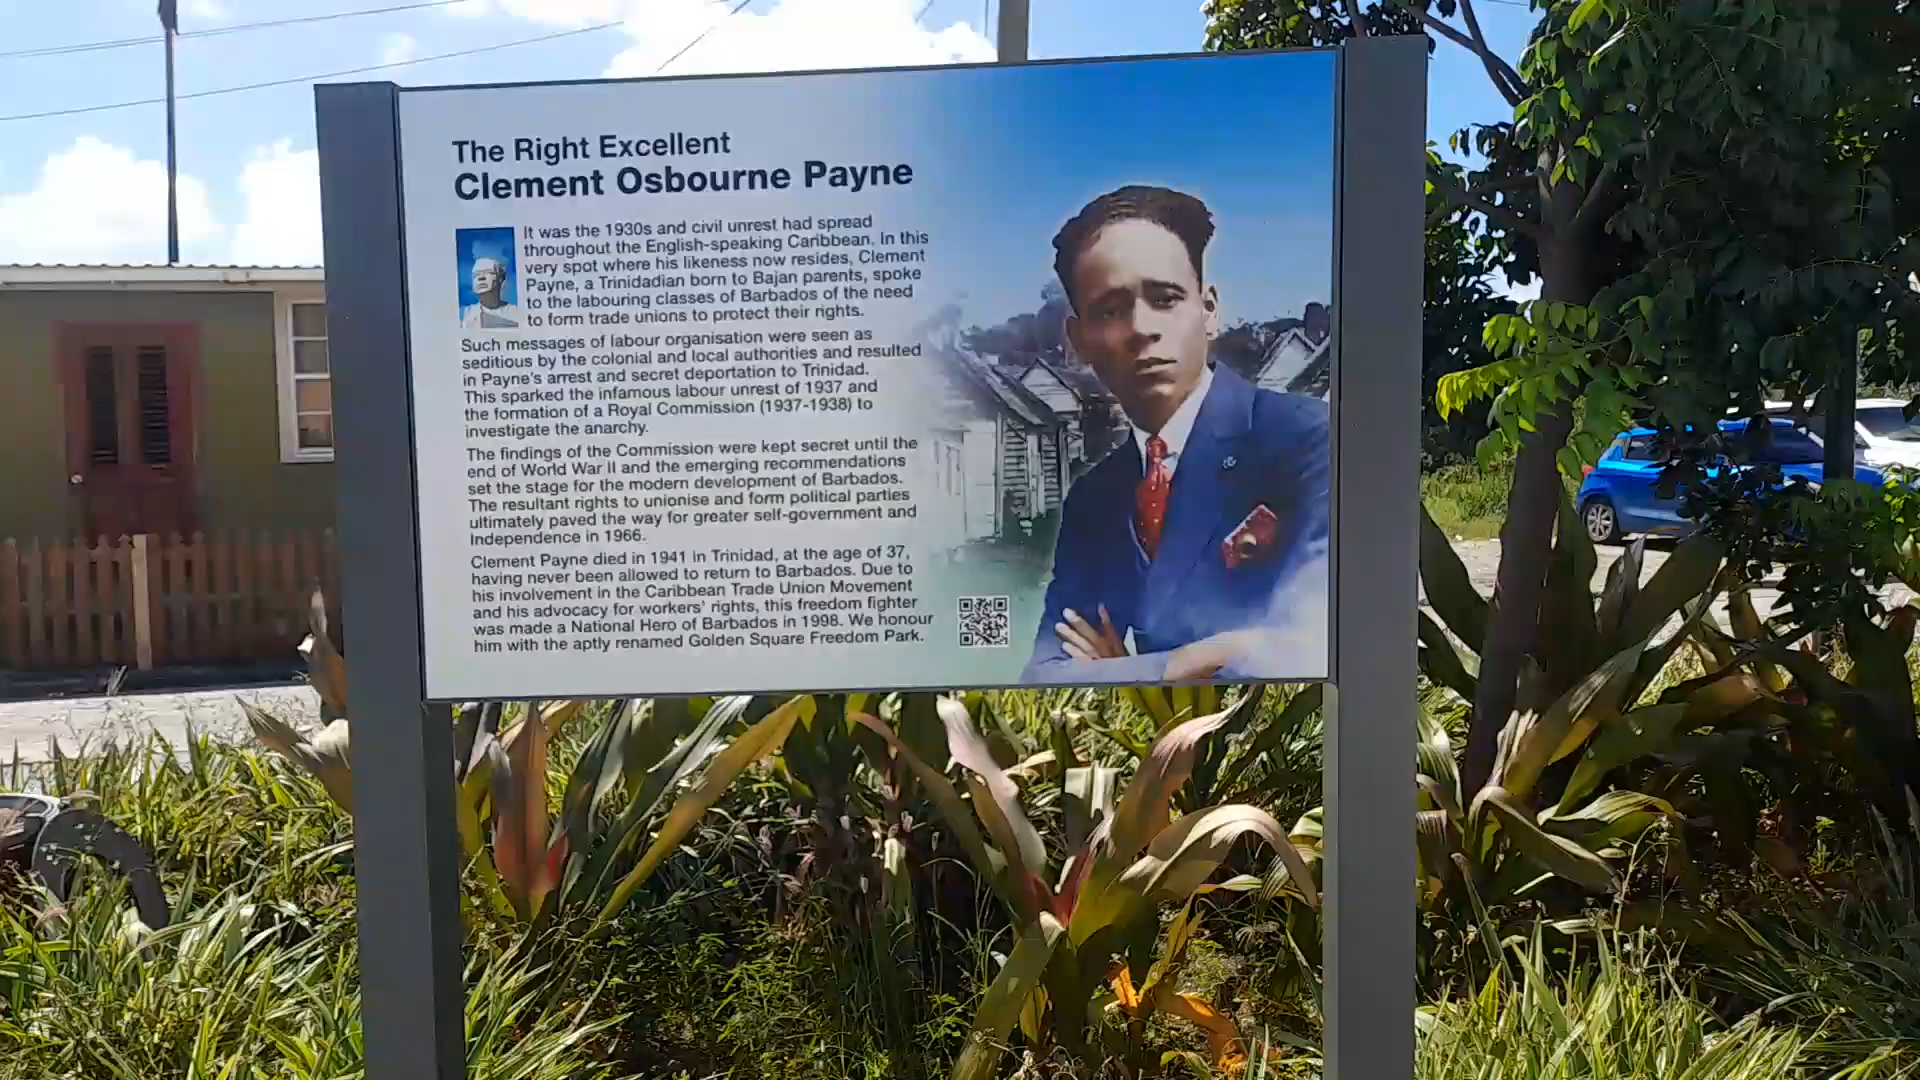 The Right Excellent
Clement Osbourne Payne
It was the 1930s and civil unrest had spread
throughout the English-speaking Caribbean. In this
very spot where his likeness now resides, Clement
Payne, a Trinidadian born to Bajan parents, spoke
to the labouring classes of Barbados of the need
to form trade unions to protect their rights.
Such messages of labour organisation were seen as
seditious by the colonial and local authorities and resulted
in Payne's arrest and secret deportation to Trinidad.
This sparked the infamous labour unrest of 1937 and
the formation of a Royal Commission (1937-1938) to
investigate the anarchy.
The findings of the Commission were kept secret until the
end of World War II and the emerging recommendations
set the stage for the modern development of Barbados.
The resultant rights to unionise and form political parties
ultimately paved the way for greater self-government and
Independence in 1966.
Clement Payne died in 1941 in Trinidad, at the age of 37,
having never been allowed to return to Barbados. Due to
his involvement in the Caribbean Trade Union Movement
and his advocacy for workers' rights, this freedom fighter
was made a National Hero of Barbados in 1998. We honour
him with the aptly renamed Golden Square Freedom Park.